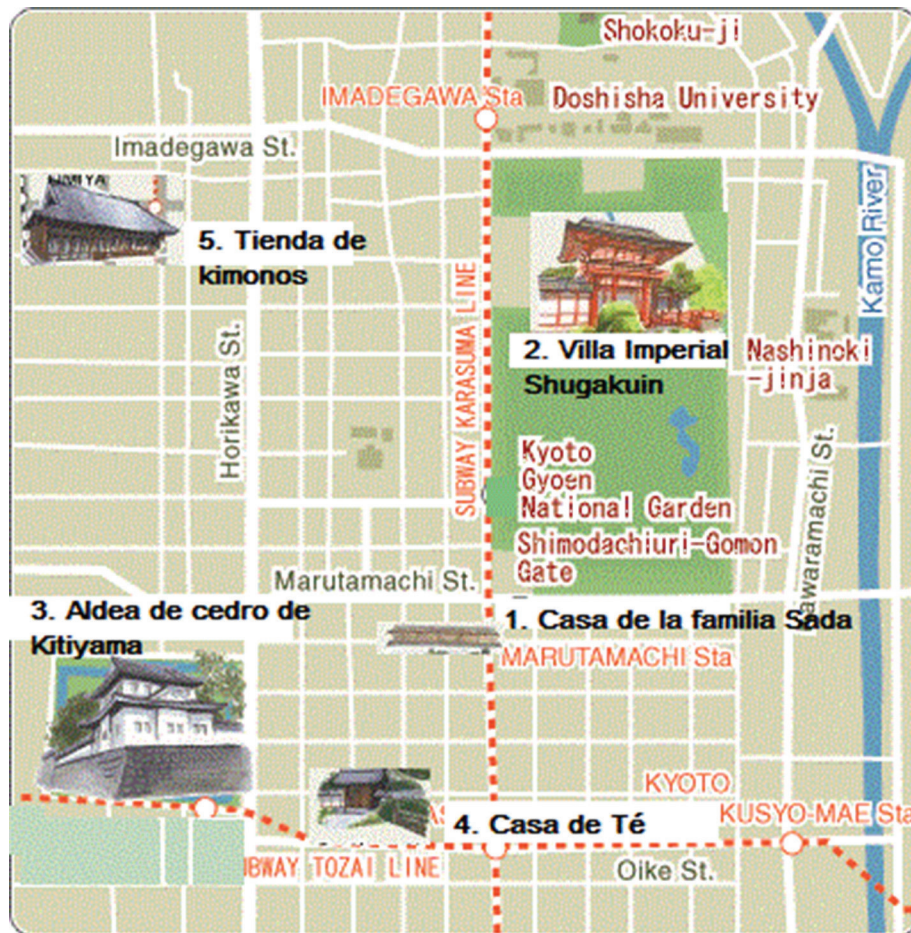 Shokoku-ji
IMADEGAWA Sta
Doshisha University
Imadegawa St.
Kamo River
5. Tienda de
kimonos
SUBWAY KARASUMA LINE
2. Villa Imperial
Shugakuin
Nashinoki
-jinja
Horikawa St.
Kyoto
Gyoen
National Garden
Shimodachiuri-Gomon
Gate
Marutamachi St.
3. Aldea de cedro de
Kitiyama
1. Casa de la familia Sada
MARUTAMACHI Sta
KYOTO
4. Casa de Té
KUSYO-MAE Sta
TOZAI LINE
Oike St.